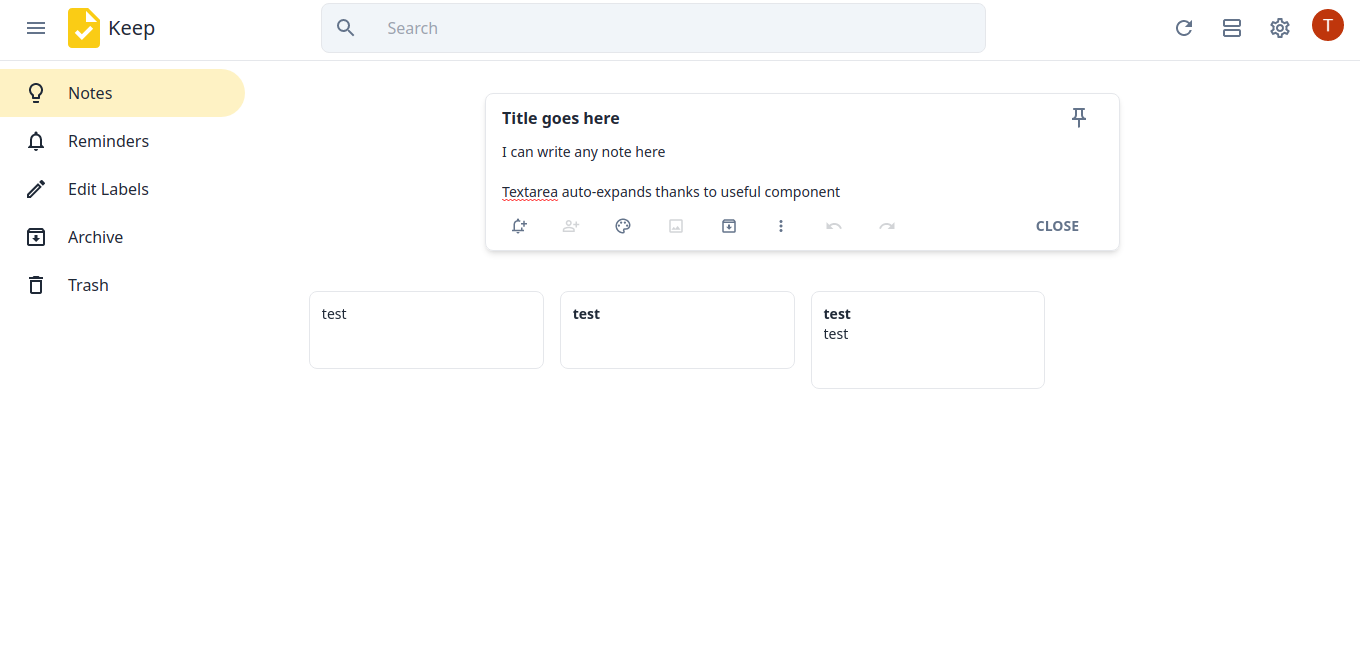 Keep
Search
T
Notes
Reminders
Edit Labels
Archive
Trash
Title goes here
I can write any note here
Textarea auto-expands thanks to useful component
CLOSE
test
test
test
test